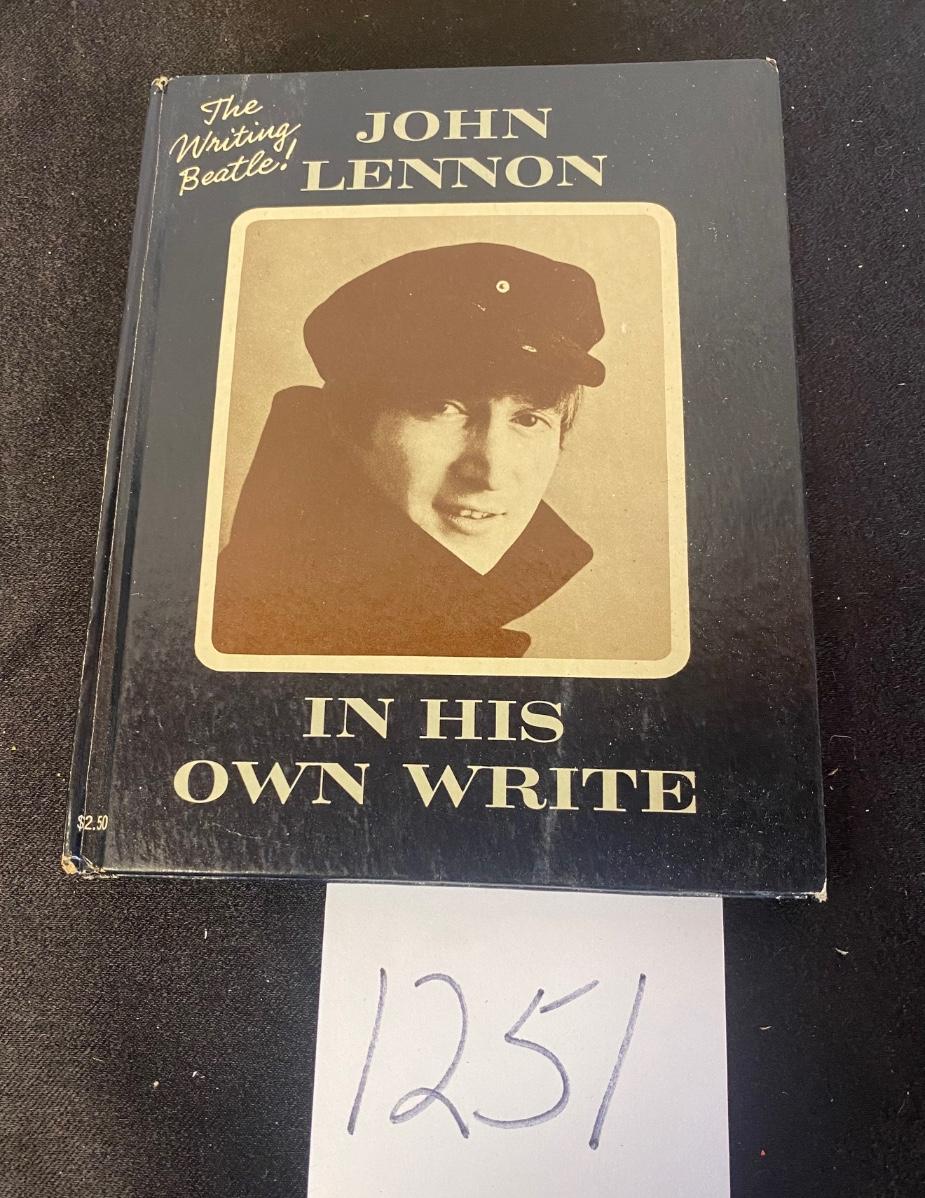 The
Writing
Beatle!
JOHN
LENNON
IN HIS
OWN WRITE
$2.50
1251